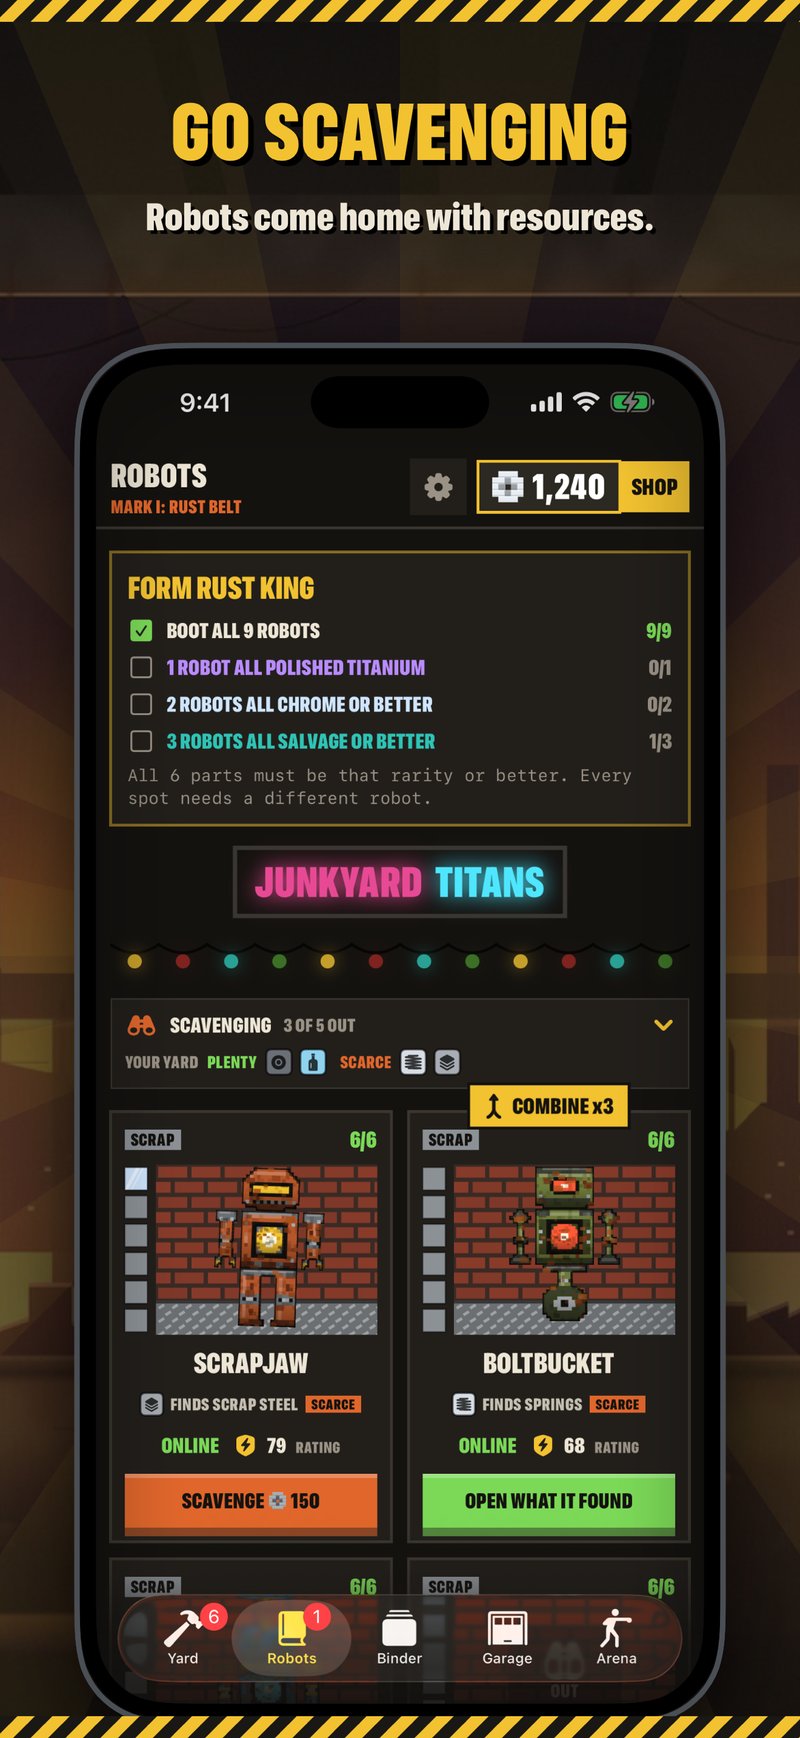 GO SCAVENGING
Robots come home with resources.
9:41
ROBOTS
MARK I: RUST BELT
1,240
SHOP
FORM RUST KING
BOOT ALL 9 ROBOTS 9/9
1 ROBOT ALL POLISHED TITANIUM 0/1
2 ROBOTS ALL CHROME OR BETTER 0/2
3 ROBOTS ALL SALVAGE OR BETTER 1/3
All 6 parts must be that rarity or better. Every
spot needs a different robot.
JUNKYARD TITANS
SCAVENGING 3 OF 5 OUT
YOUR YARD PLENTY SCARCE
COMBINE x3
SCRAP 6/6
SCRAPJAW
FINDS SCRAP STEEL SCARCE
ONLINE 79 RATING
SCAVENGE 150
SCRAP 6/6
BOLTBUCKET
FINDS SPRINGS SCARCE
ONLINE 68 RATING
OPEN WHAT IT FOUND
SCRAP 6/6
SCRAP 6/6
OUT
6
1
Yard
Robots
Binder
Garage
Arena